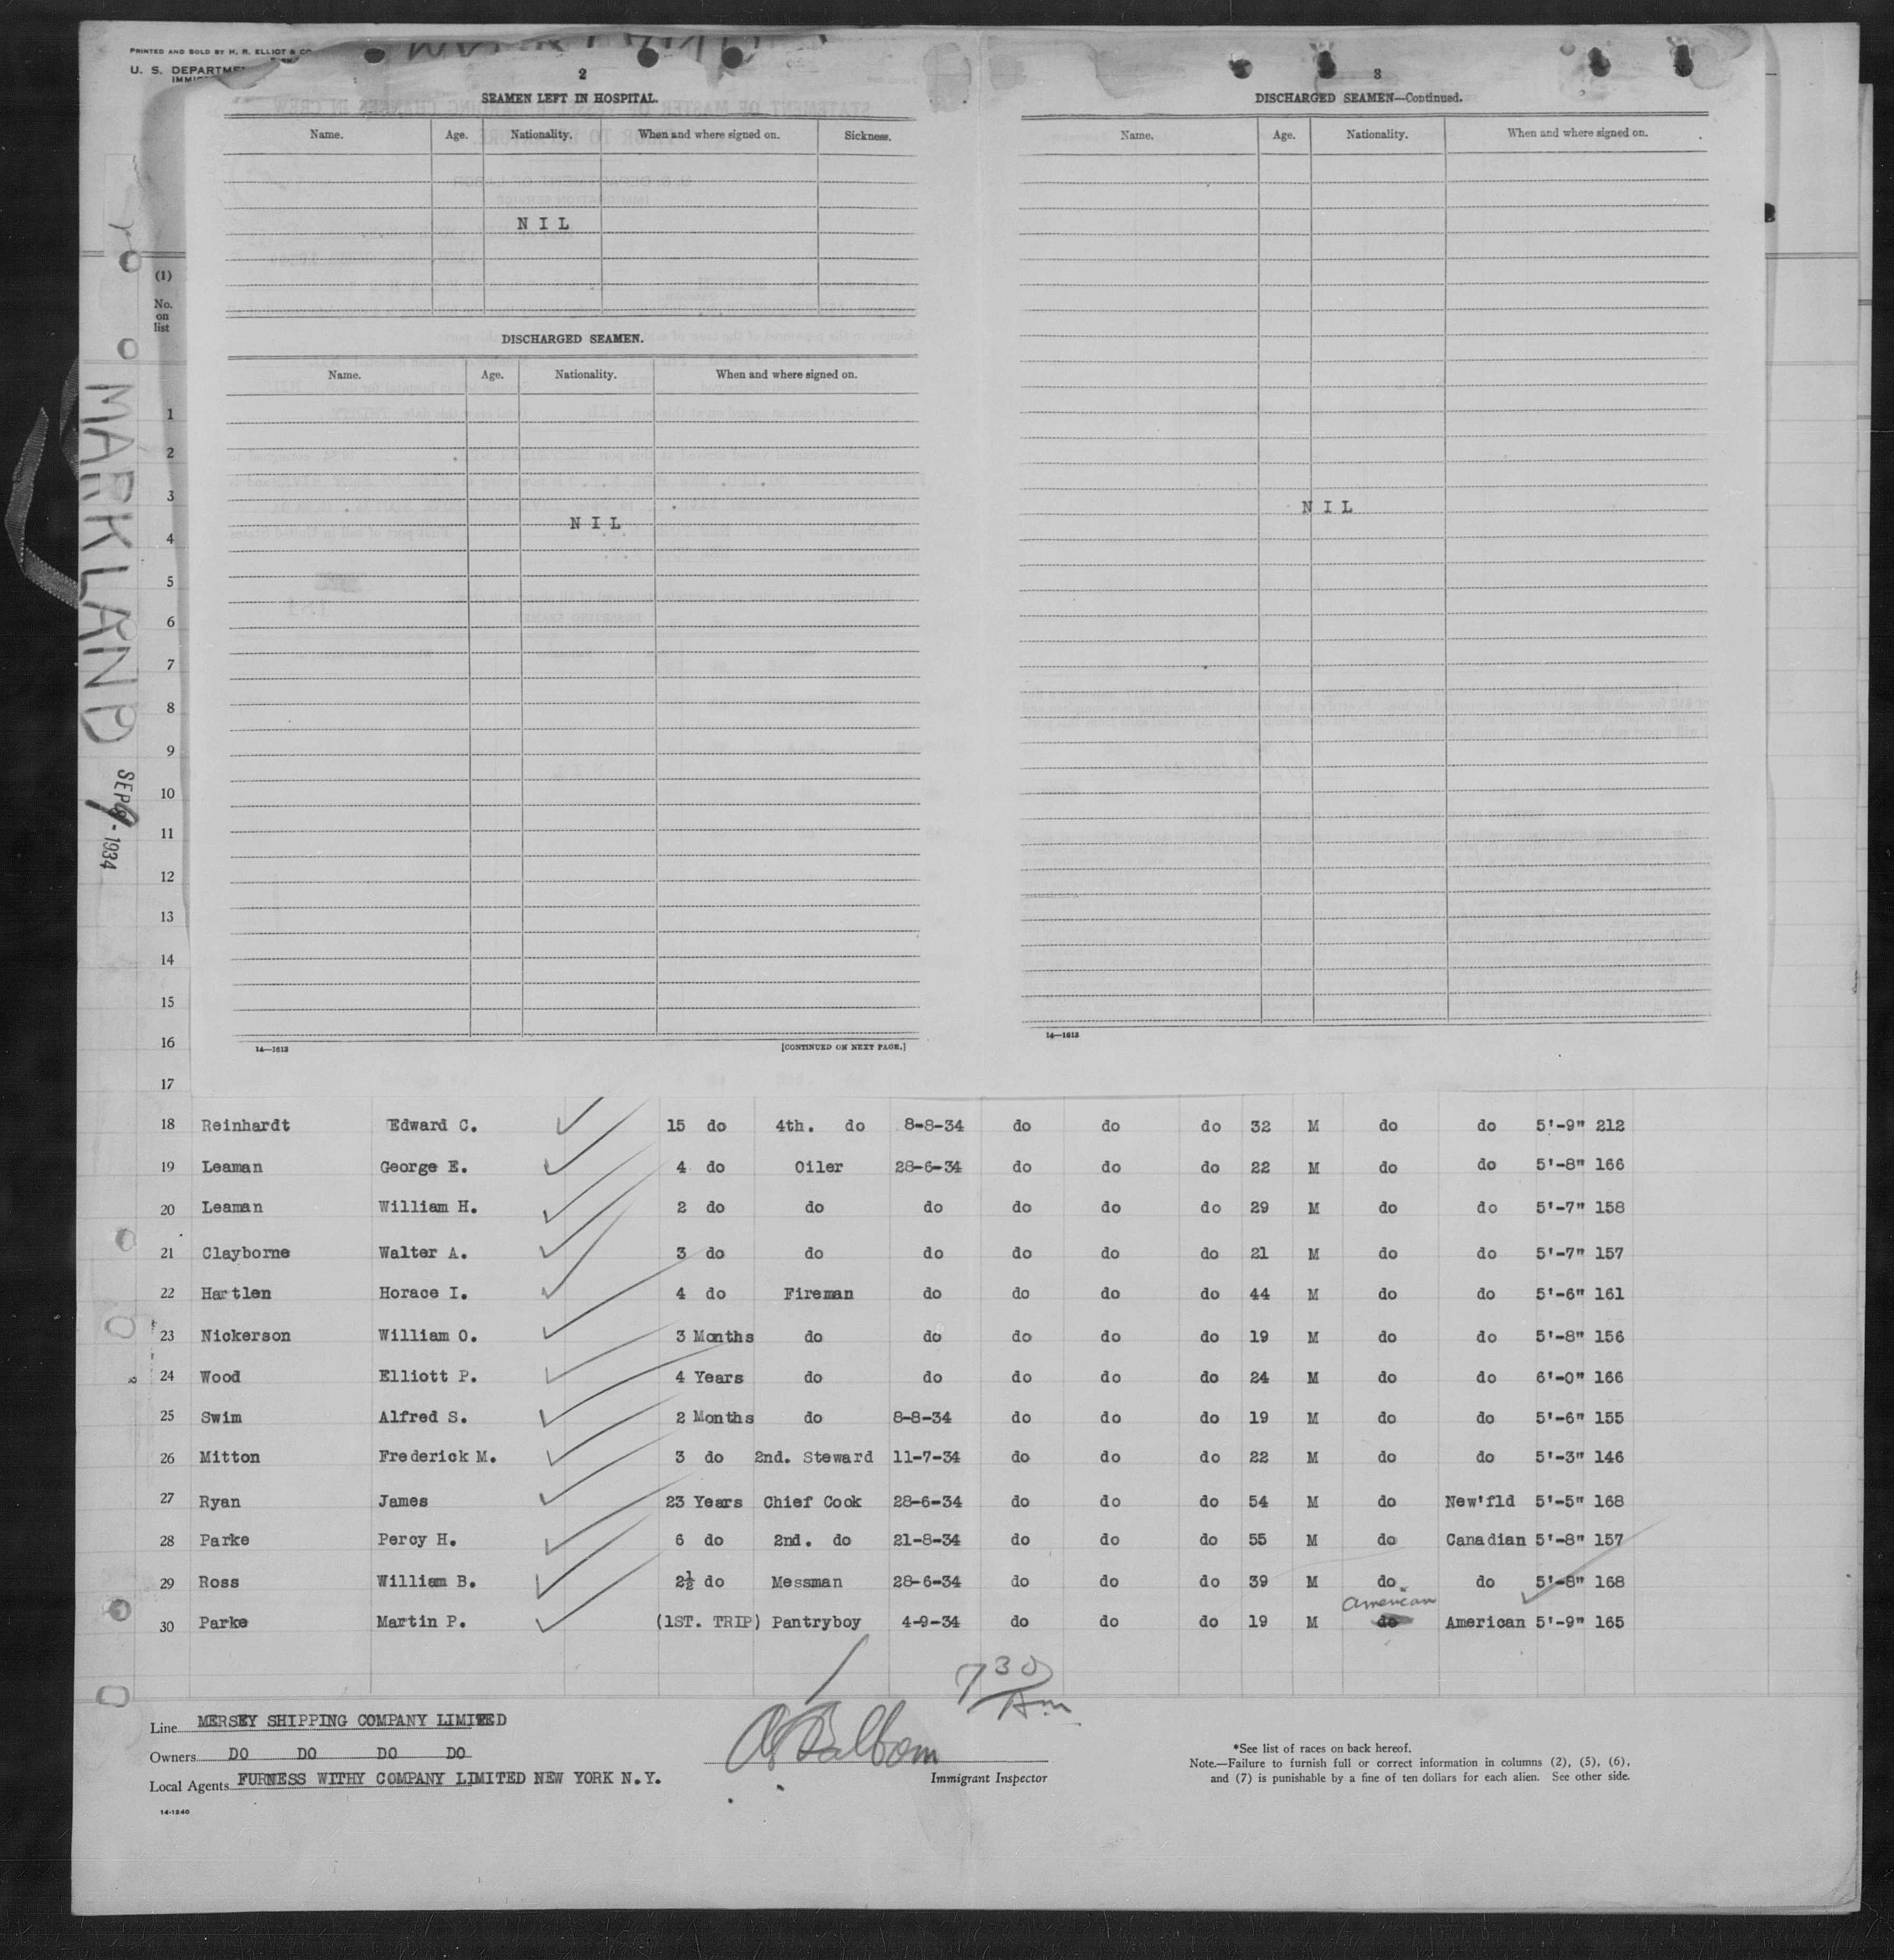 PRINTED AND SOLD BY H. R. ELLIOT & CO
U. S. DEPARTME
2
SEAMEN LEFT IN HOSPITAL.
Name. Age. Nationality. When and where signed on. Sickness.
N I L
DISCHARGED SEAMEN.
Name. Age. Nationality. When and where signed on.
N I L
14—1613 [CONTINUED ON NEXT PAGE.]
3
DISCHARGED SEAMEN—Continued.
Name. Age. Nationality. When and where signed on.
N I L
14—1613
MARKLAND
SEP - 1934
(1)
No.
on
list
1
2
3
4
5
6
7
8
9
10
11
12
13
14
15
16
17
18 Reinhardt Edward C. 15 do 4th. do 8-8-34 do do do 32 M do do 5'-9" 212
19 Leaman George E. 4 do Oiler 28-6-34 do do do 22 M do do 5'-8" 166
20 Leaman William H. 2 do do do do do do 29 M do do 5'-7" 158
21 Clayborne Walter A. 3 do do do do do do 21 M do do 5'-7" 157
22 Hartlen Horace I. 4 do Fireman do do do do 44 M do do 5'-6" 161
23 Nickerson William O. 3 Months do do do do do 19 M do do 5'-8" 156
24 Wood Elliott P. 4 Years do do do do do 24 M do do 6'-0" 166
25 Swim Alfred S. 2 Months do 8-8-34 do do do 19 M do do 5'-6" 155
26 Mitton Frederick M. 3 do 2nd. Steward 11-7-34 do do do 22 M do do 5'-3" 146
27 Ryan James 23 Years Chief Cook 28-6-34 do do do 54 M do New'fld 5'-5" 168
28 Parke Percy H. 6 do 2nd. do 21-8-34 do do do 55 M do Canadian 5'-8" 157
29 Ross William B. 2½ do Messman 28-6-34 do do do 39 M do do 5'-8" 168
American
30 Parke Martin P. (1ST. TRIP) Pantryboy 4-9-34 do do do 19 M do American 5'-9" 165
7 30
Am
Line MERSEY SHIPPING COMPANY LIMITED
Owners DO DO DO DO
Local Agents FURNESS WITHY COMPANY LIMITED NEW YORK N.Y.
14-1240
Immigrant Inspector
*See list of races on back hereof.
Note.—Failure to furnish full or correct information in columns (2), (5), (6),
and (7) is punishable by a fine of ten dollars for each alien. See other side.